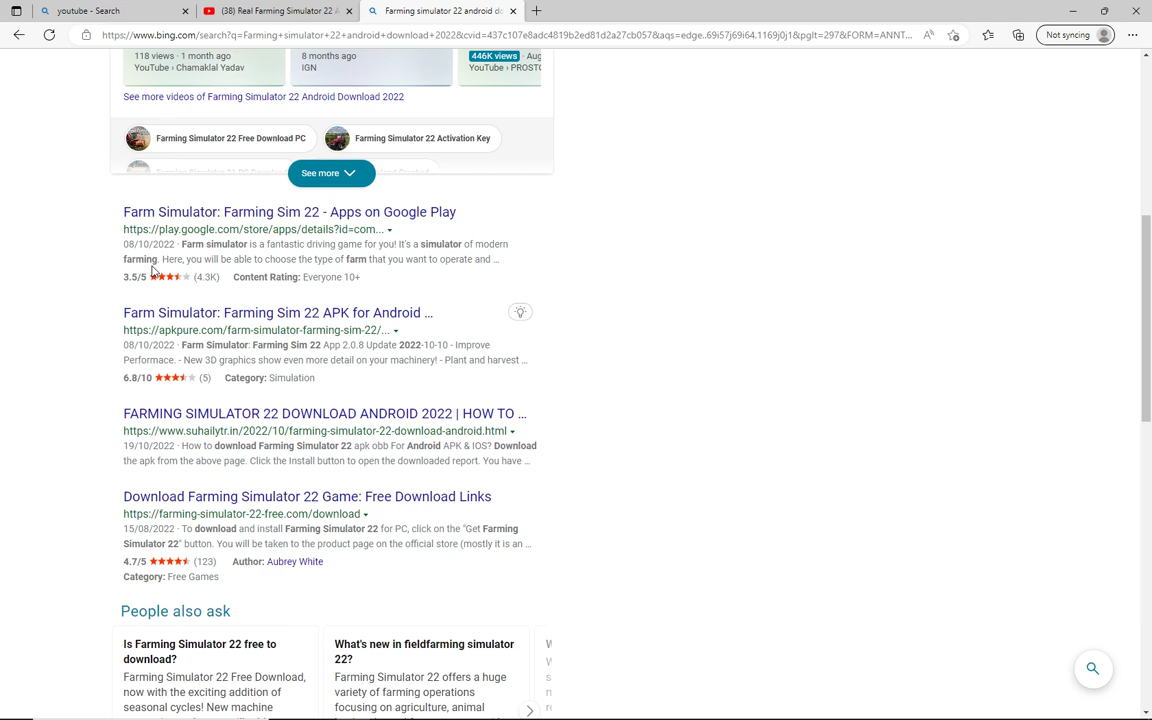 youtube - Search
(38) Real Farming Simulator 22 A
Farming simulator 22 android do
https://www.bing.com/search?q=Farming+simulator+22+android+download+2022&cvid=437c107e8adc4819b2ed81d2a27cb057&aqs=edge..69i57j69i64.1169j0j1&pglt=297&FORM=ANNT...
Not syncing
118 views · 1 month ago
YouTube › Chamaklal Yadav
8 months ago
IGN
446K views · Aug
YouTube › PROSTO
See more videos of Farming Simulator 22 Android Download 2022
Farming Simulator 22 Free Download PC
Farming Simulator 22 Activation Key
See more
Farm Simulator: Farming Sim 22 - Apps on Google Play
https://play.google.com/store/apps/details?id=com...
08/10/2022 · Farm simulator is a fantastic driving game for you! It's a simulator of modern
farming. Here, you will be able to choose the type of farm that you want to operate and ...
3.5/5 (4.3K) Content Rating: Everyone 10+
Farm Simulator: Farming Sim 22 APK for Android ...
https://apkpure.com/farm-simulator-farming-sim-22/...
08/10/2022 · Farm Simulator: Farming Sim 22 App 2.0.8 Update 2022-10-10 - Improve
Performace. - New 3D graphics show even more detail on your machinery! - Plant and harvest ...
6.8/10 (5) Category: Simulation
FARMING SIMULATOR 22 DOWNLOAD ANDROID 2022 | HOW TO ...
https://www.suhailytr.in/2022/10/farming-simulator-22-download-android.html
19/10/2022 · How to download Farming Simulator 22 apk obb For Android APK & IOS? Download
the apk from the above page. Click the Install button to open the downloaded report. You have ...
Download Farming Simulator 22 Game: Free Download Links
https://farming-simulator-22-free.com/download
15/08/2022 · To download and install Farming Simulator 22 for PC, click on the "Get Farming
Simulator 22" button. You will be taken to the product page on the official store (mostly it is an ...
4.7/5 (123) Author: Aubrey White
Category: Free Games
People also ask
Is Farming Simulator 22 free to
download?
Farming Simulator 22 Free Download,
now with the exciting addition of
seasonal cycles! New machine
What's new in fieldfarming simulator
22?
Farming Simulator 22 offers a huge
variety of farming operations
focusing on agriculture, animal